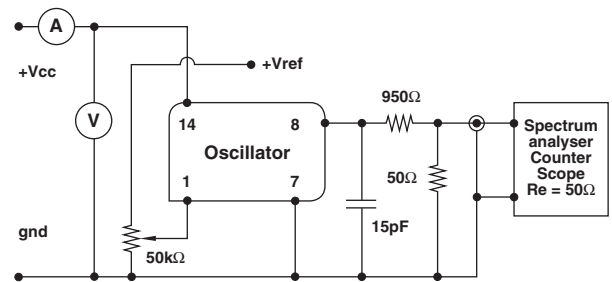 A
+Vcc
+Vref
V
14
8
Oscillator
1
7
950Ω
50Ω
15pF
Spectrum
analyser
Counter
Scope
Re = 50Ω
gnd
50kΩ